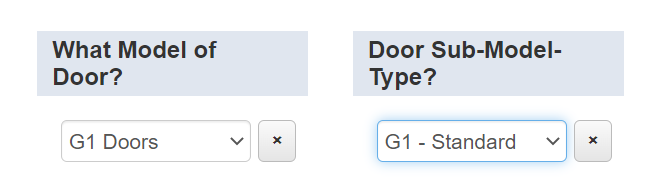 What Model of
Door?
Door Sub-Model-
Type?
G1 Doors
×
G1 - Standard
×